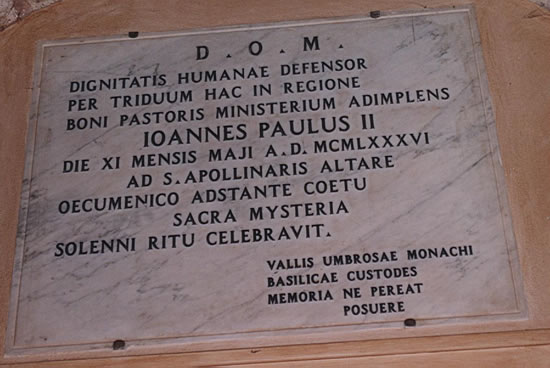 D.O.M.
DIGNITATIS HUMANAE DEFENSOR
PER TRIDUUM HAC IN REGIONE
BONI PASTORIS MINISTERIUM ADIMPLENS
IOANNES PAULUS II
DIE XI MENSIS MAJI A.D. MCMLXXXVI
AD S. APOLLINARIS ALTARE
OECUMENICO ADSTANTE COETU
SACRA MYSTERIA
SOLENNI RITU CELEBRAVIT.
VALLIS UMBROSAE MONACHI
BASILICAE CUSTODES
MEMORIA NE PEREAT
POSUERE